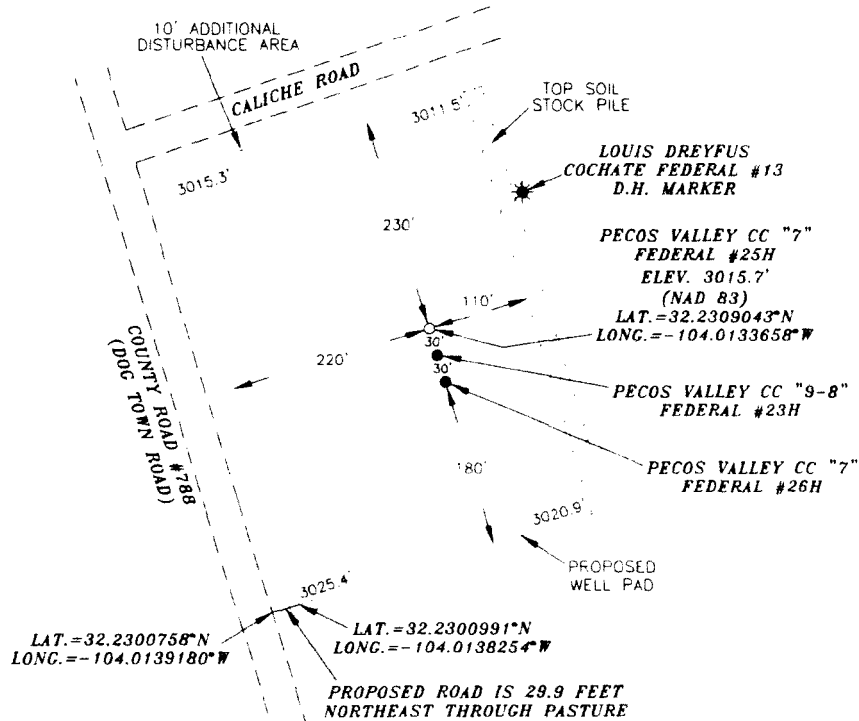 10' ADDITIONAL
DISTURBANCE AREA
CALICHE ROAD
3011.5'
TOP SOIL
STOCK PILE
3015.3'
LOUIS DREYFUS
COCHATE FEDERAL #13
D.H. MARKER
230'
PECOS VALLEY CC "7"
FEDERAL #25H
ELEV. 3015.7'
(NAD 83)
LAT.=32.2309043°N
LONG.=-104.0133658°W
110'
30'
220'
30'
COUNTY ROAD #788
(DOG TOWN ROAD)
PECOS VALLEY CC "9-8"
FEDERAL #23H
PECOS VALLEY CC "7"
FEDERAL #26H
180'
3020.9'
PROPOSED
WELL PAD
3025.4'
LAT.=32.2300758°N
LONG.=-104.0139180°W
LAT.=32.2300991°N
LONG.=-104.0138254°W
PROPOSED ROAD IS 29.9 FEET
NORTHEAST THROUGH PASTURE